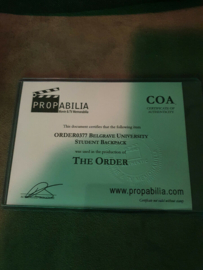 PROPABILIA
COA
This document certifies that the following item
ORDER0377 BELGRAVE UNIVERSITY
STUDENT BACKPACK
was used in the production of
THE ORDER
www.propabilia.com